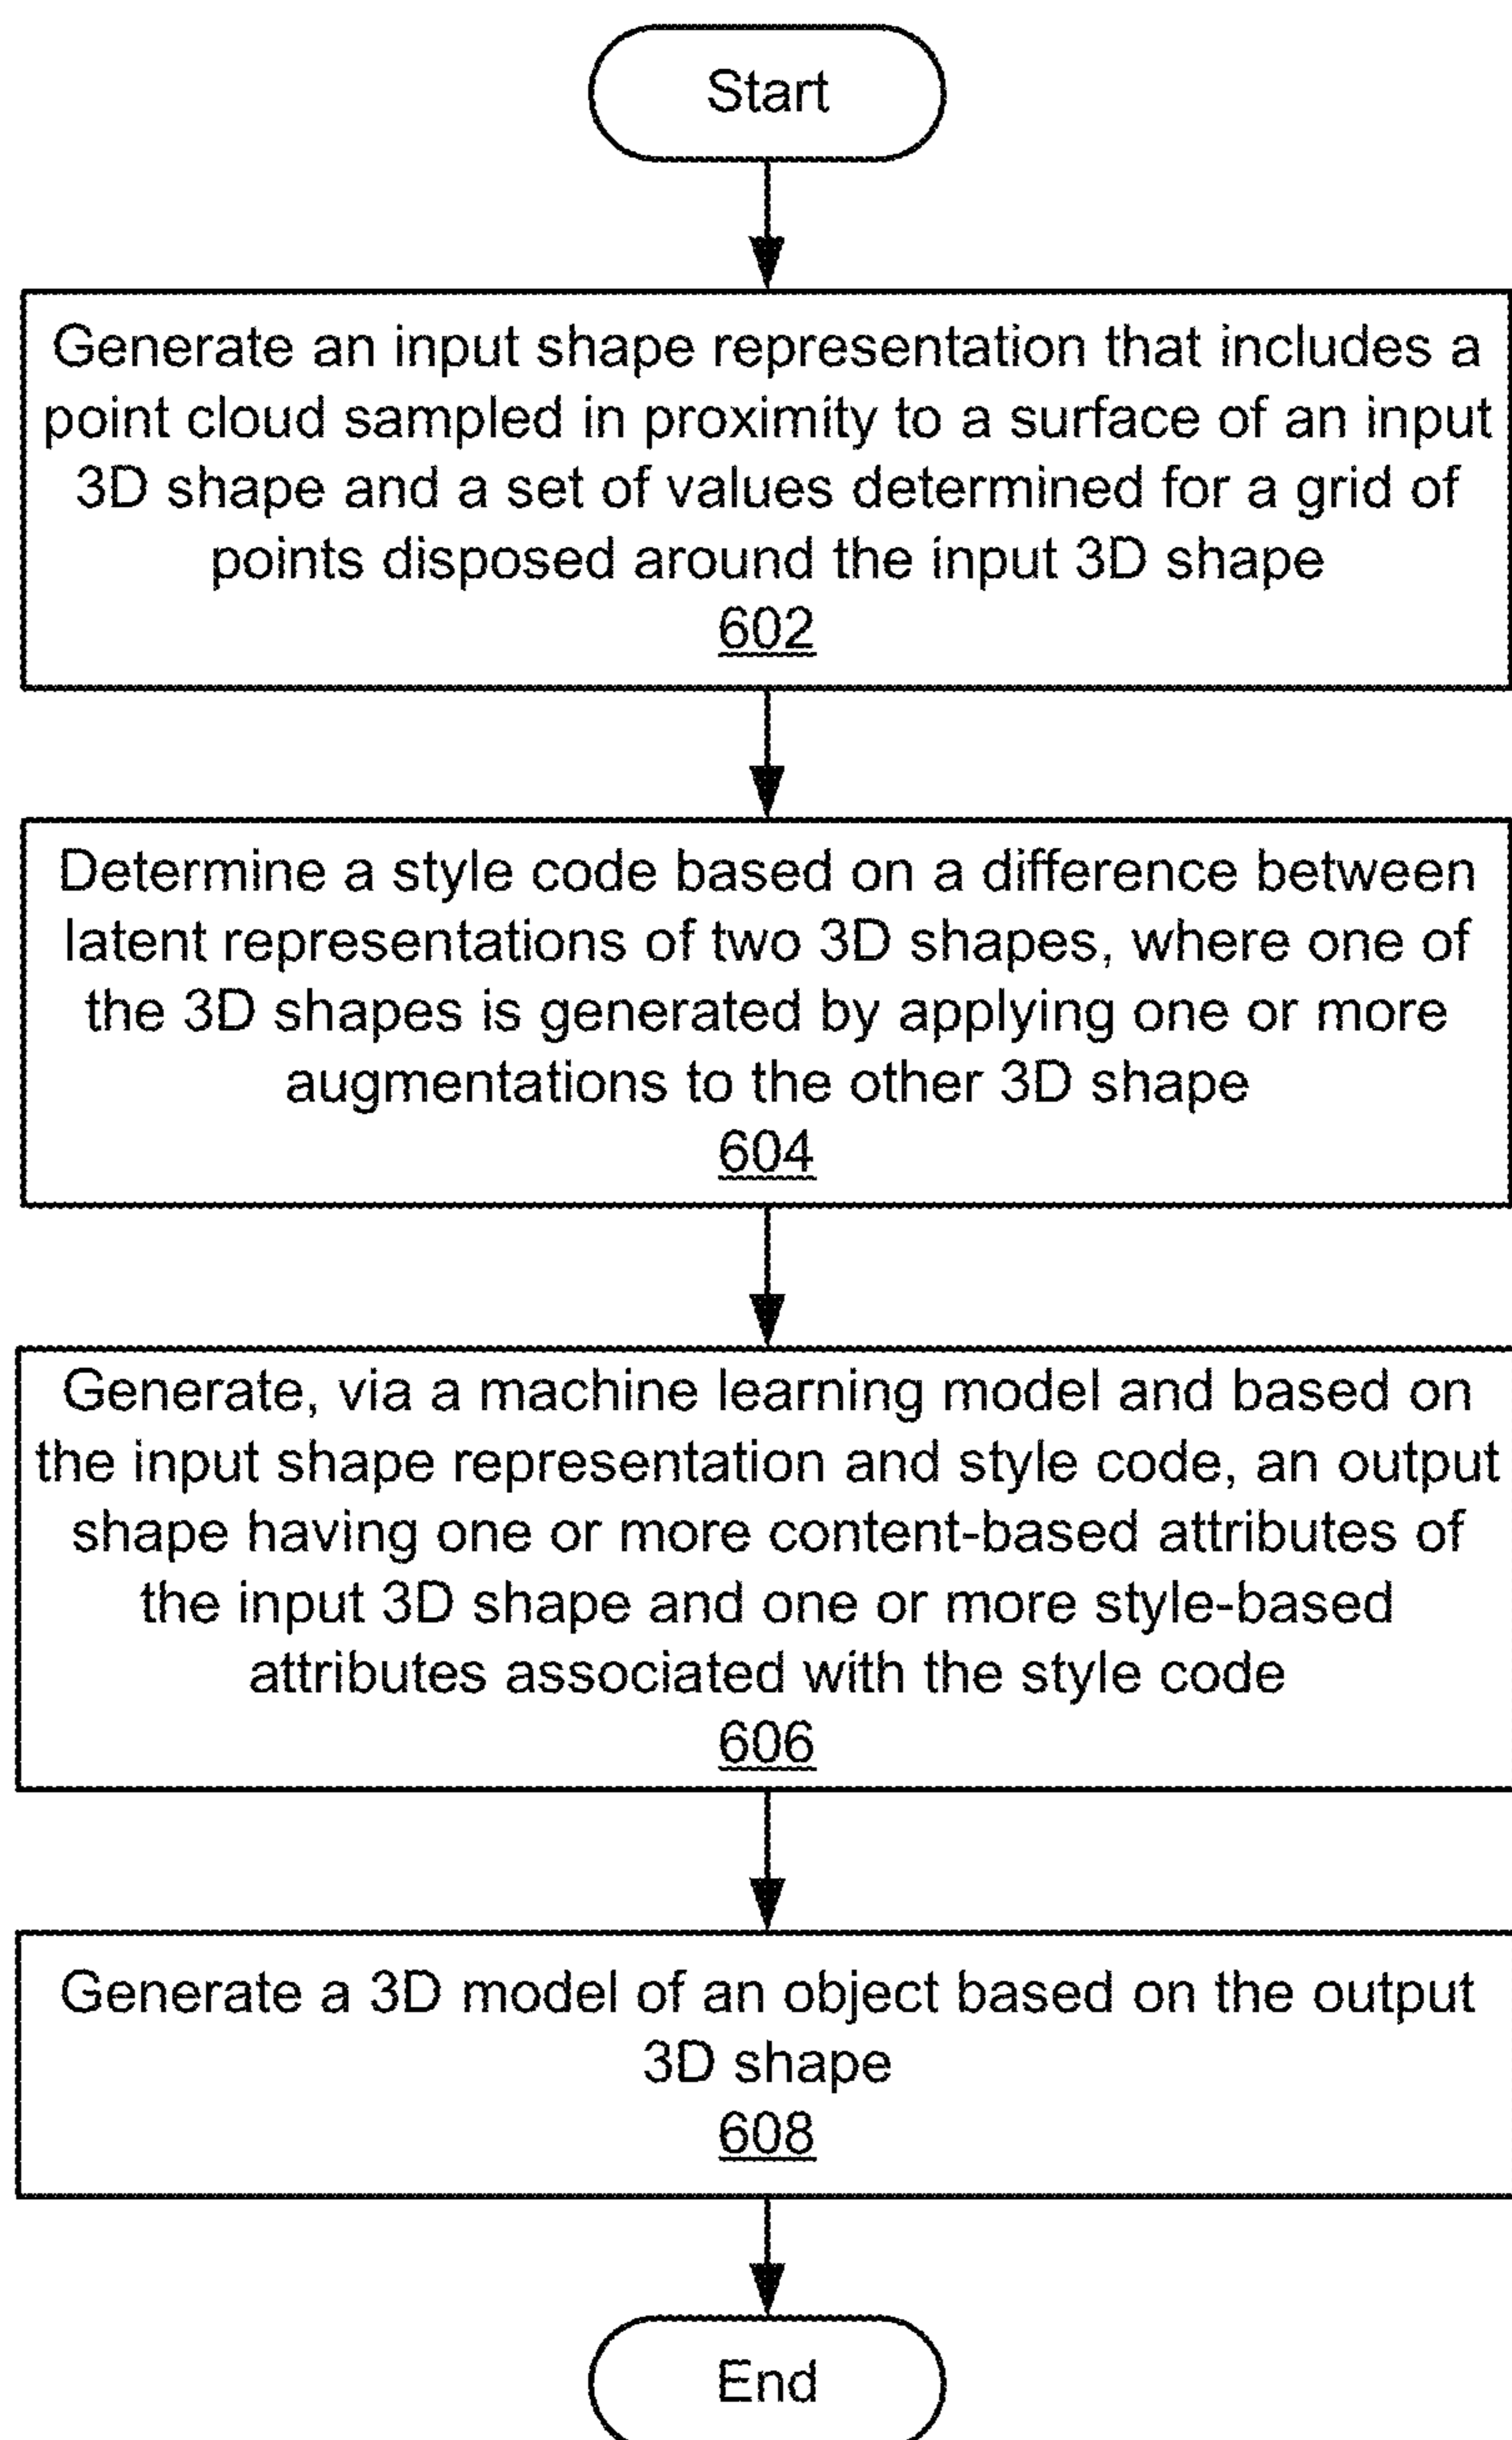 Start
Generate an input shape representation that includes a
point cloud sampled in proximity to a surface of an input
3D shape and a set of values determined for a grid of
points disposed around the input 3D shape
602
Determine a style code based on a difference between
latent representations of two 3D shapes, where one of
the 3D shapes is generated by applying one or more
augmentations to the other 3D shape
604
Generate, via a machine learning model and based on
the input shape representation and style code, an output
shape having one or more content-based attributes of
the input 3D shape and one or more style-based
attributes associated with the style code
606
Generate a 3D model of an object based on the output
3D shape
608
End